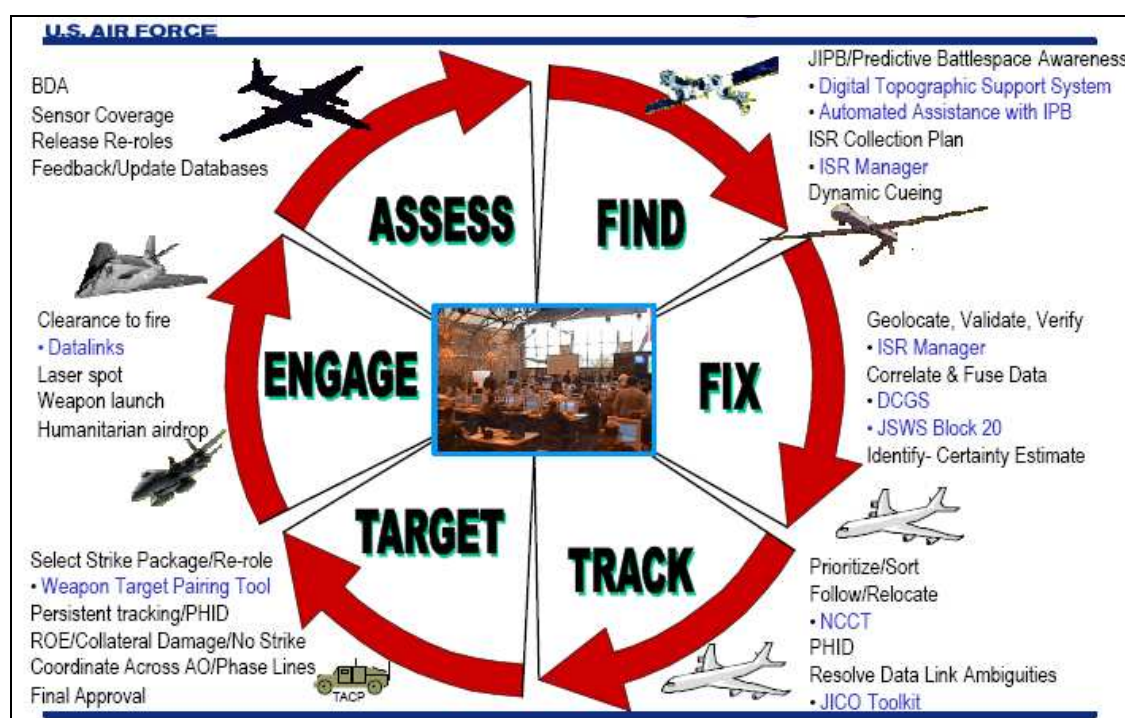 U.S. AIR FORCE
BDA
Sensor Coverage
Release Re-roles
Feedback/Update Databases
JIPB/Predictive Battlespace Awareness
• Digital Topographic Support System
• Automated Assistance with IPB
ISR Collection Plan
• ISR Manager
Dynamic Cueing
ASSESS
FIND
Clearance to fire
• Datalinks
Laser spot
Weapon launch
Humanitarian airdrop
ENGAGE
FIX
Geolocate, Validate, Verify
• ISR Manager
Correlate & Fuse Data
• DCGS
• JSWS Block 20
Identify- Certainty Estimate
TARGET
TRACK
Select Strike Package/Re-role
• Weapon Target Pairing Tool
Persistent tracking/PHID
ROE/Collateral Damage/No Strike
Coordinate Across AO/Phase Lines
Final Approval
TACP
Prioritize/Sort
Follow/Relocate
• NCCT
PHID
Resolve Data Link Ambiguities
• JICO Toolkit